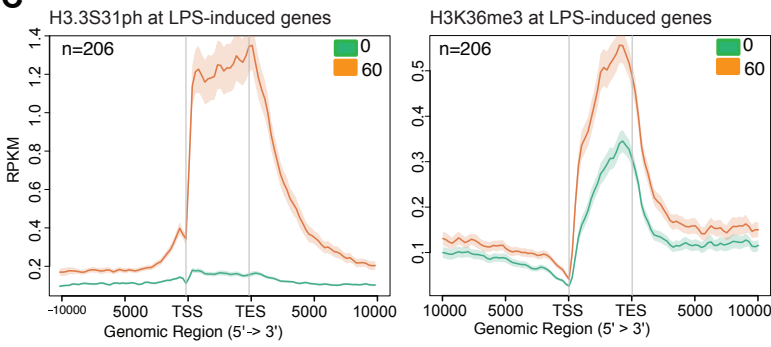 H3.3S31ph at LPS-induced genes
n=206
0
60
RPKM
1.4
1.2
1.0
0.8
0.6
0.4
0.2
−10000 5000 TSS TES 5000 10000
Genomic Region (5'-> 3')
H3K36me3 at LPS-induced genes
n=206
0
60
0.5
0.4
0.3
0.2
0.1
10000 5000 TSS TES 5000 10000
Genomic Region (5' > 3')